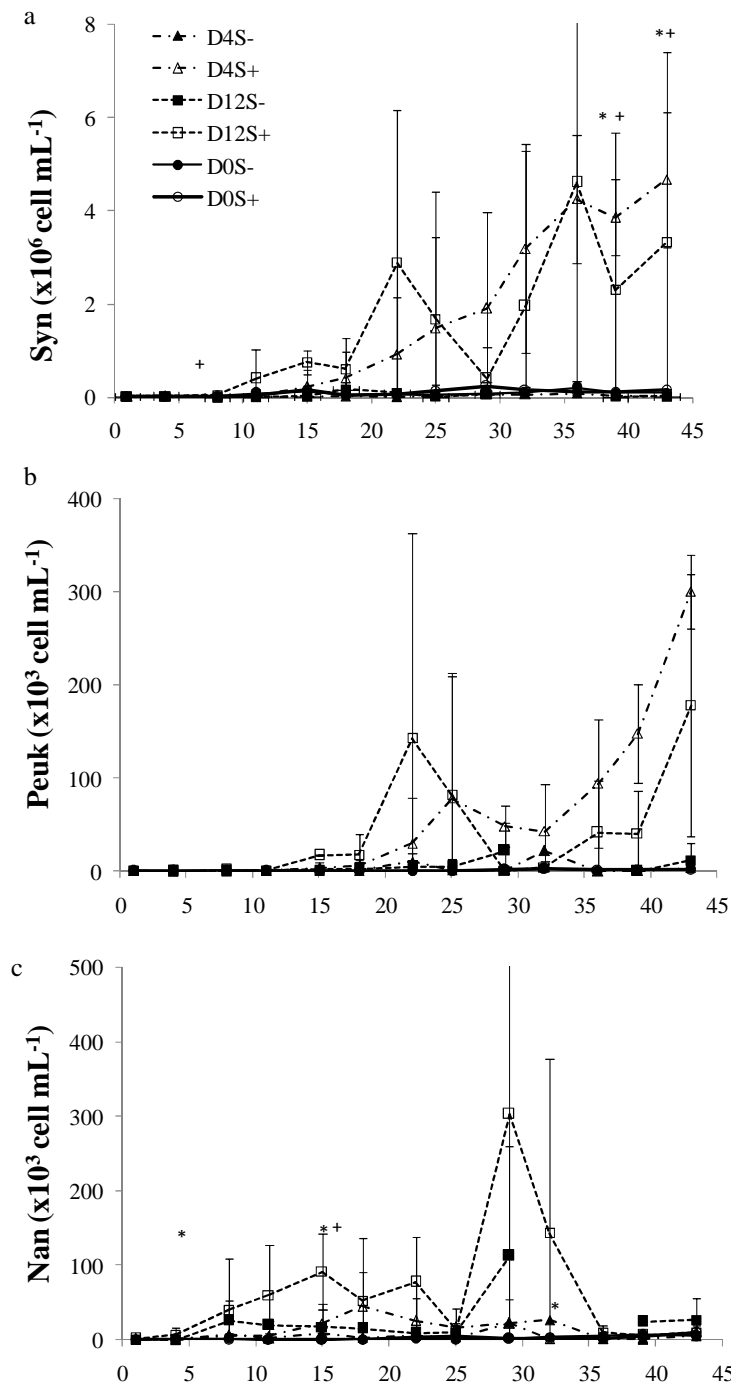 a
Syn (x10⁶ cell mL⁻¹)
8
6
4
2
0
D4S-
D4S+
D12S-
D12S+
D0S-
D0S+
*+
* +
+
0 5 10 15 20 25 30 35 40 45
b
Peuk (x10³ cell mL⁻¹)
400
300
200
100
0
0 5 10 15 20 25 30 35 40 45
c
Nan (x10³ cell mL⁻¹)
500
400
300
200
100
0
*
* +
*
0 5 10 15 20 25 30 35 40 45